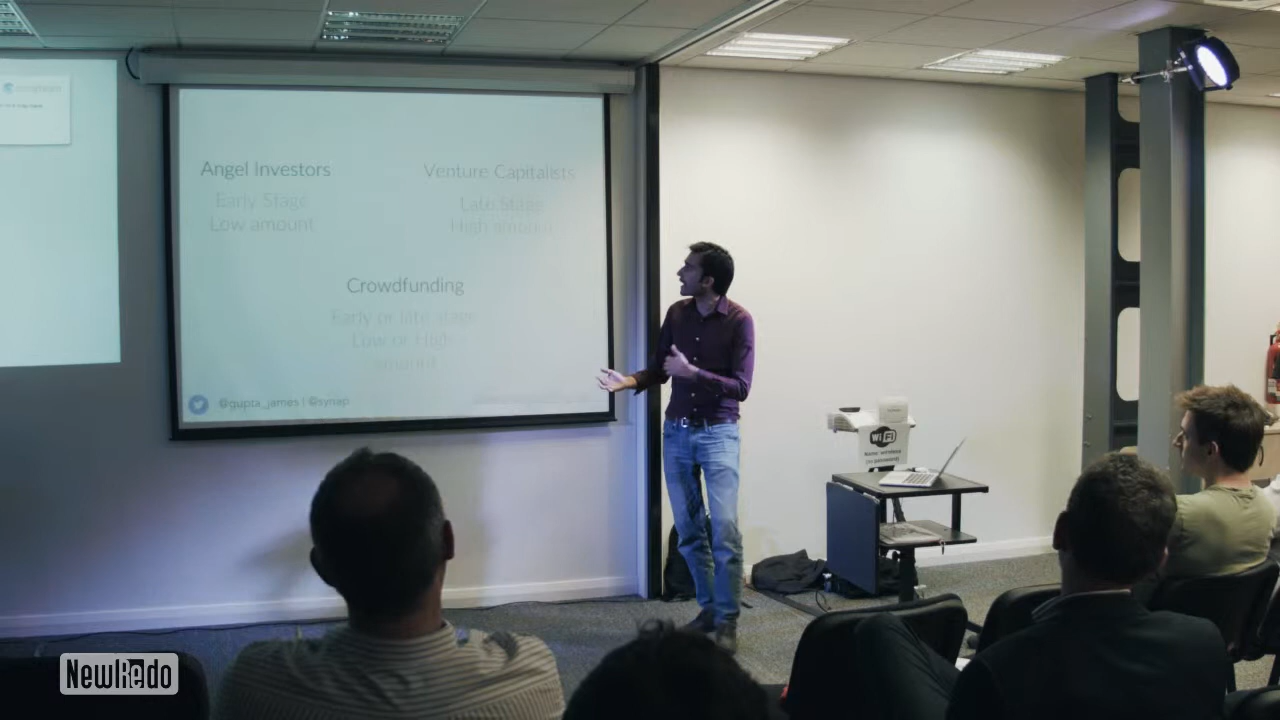 Angel Investors
Early Stage
Low amount
Venture Capitalists
Late Stage
High amount
Crowdfunding
Early or late stage
Low or High
amount
@gupta_james | @synap
WiFi
NewRedo